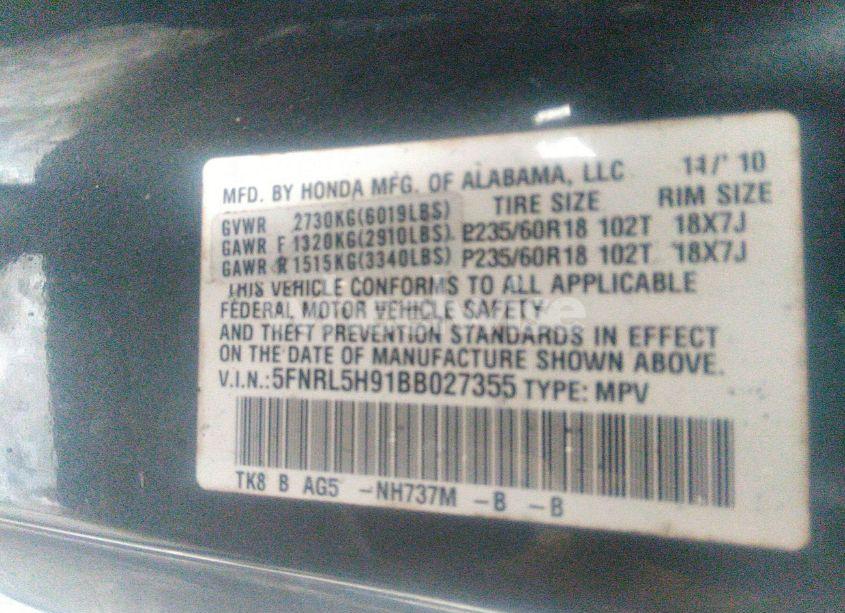 MFD. BY HONDA MFG. OF ALABAMA, LLC 11/ 10
GVWR 2730KG(6019LBS) TIRE SIZE RIM SIZE
GAWR F 1320KG(2910LBS) P235/60R18 102T 18X7J
GAWR R 1515KG(3340LBS) P235/60R18 102T 18X7J
THIS VEHICLE CONFORMS TO ALL APPLICABLE
FEDERAL MOTOR VEHICLE SAFETY
AND THEFT PREVENTION STANDARDS IN EFFECT
ON THE DATE OF MANUFACTURE SHOWN ABOVE.
V.I.N.:5FNRL5H91BB027355 TYPE: MPV
TK8 B AG5 -NH737M -B -B